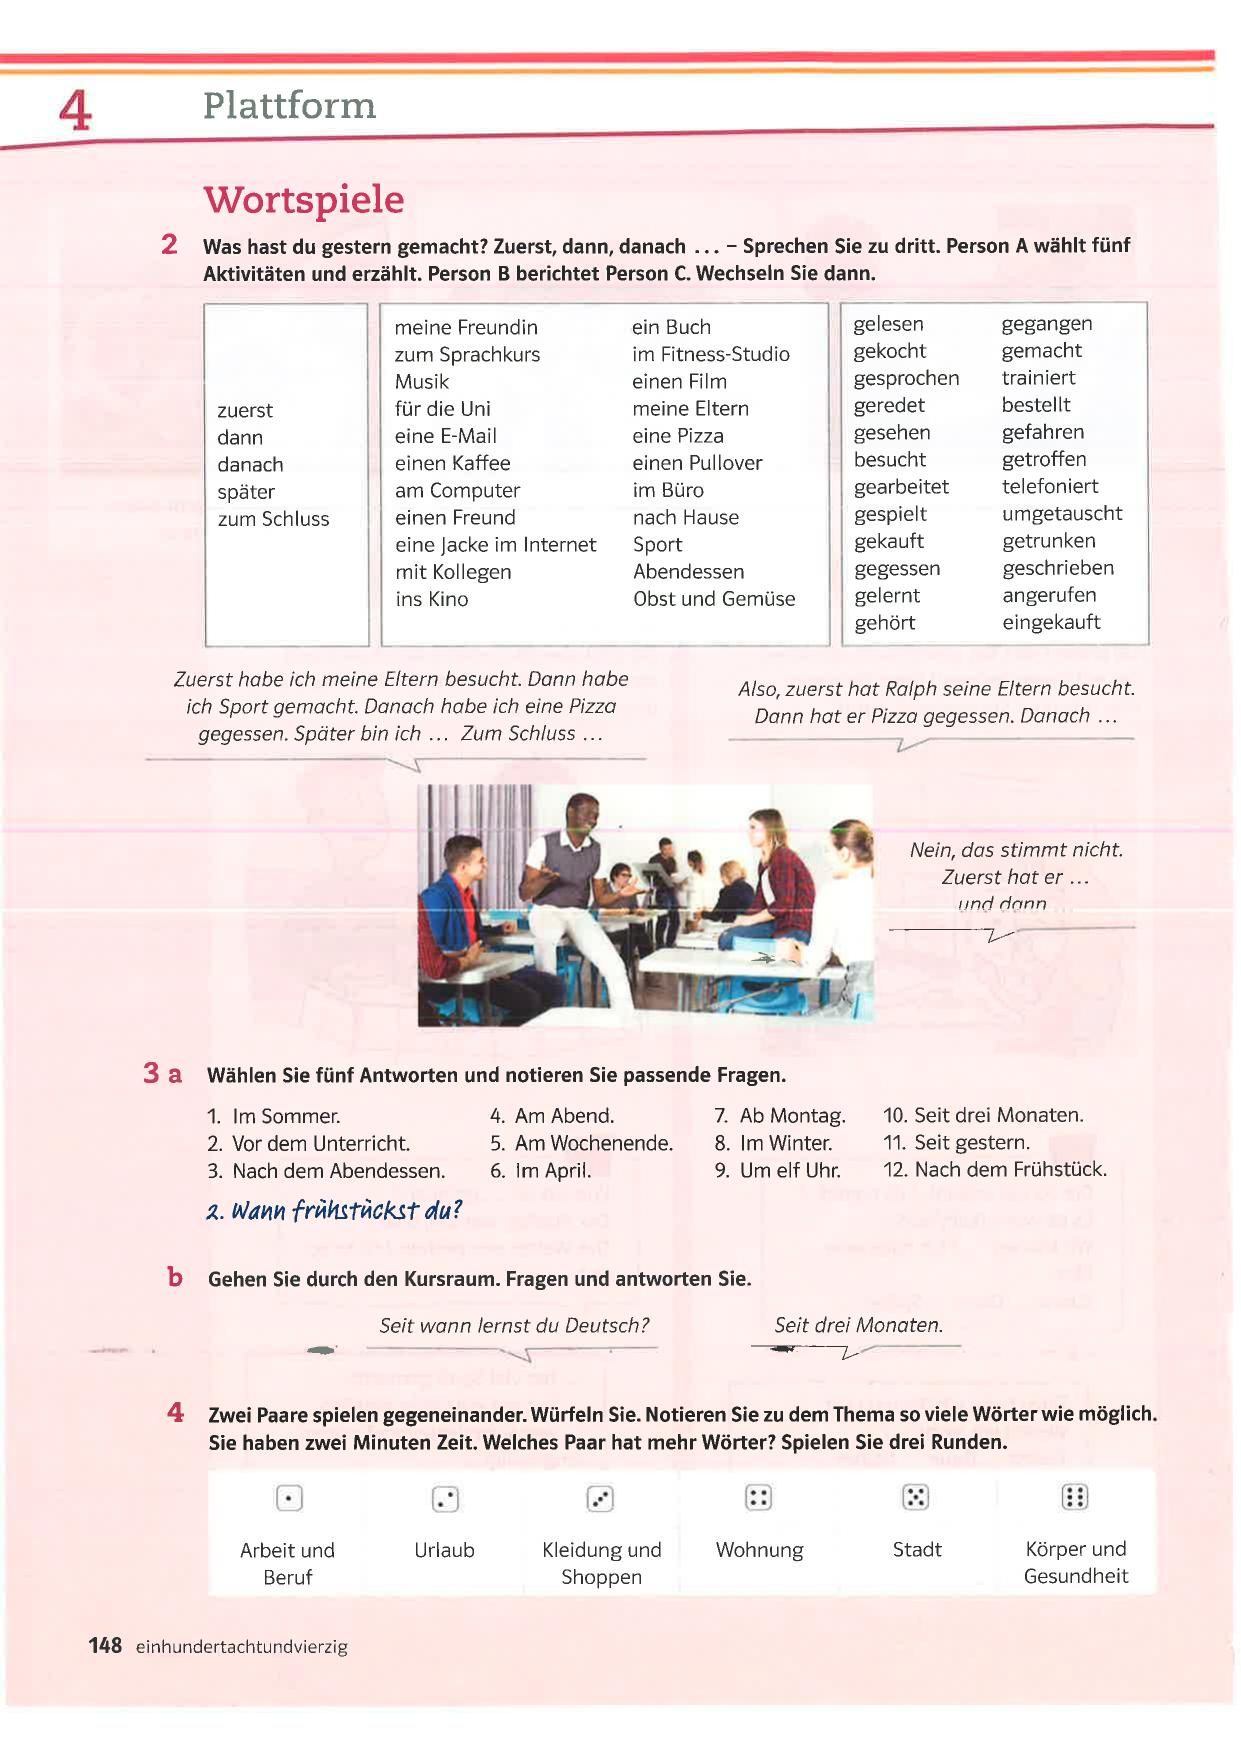 4 Plattform
Wortspiele
2 Was hast du gestern gemacht? Zuerst, dann, danach ... – Sprechen Sie zu dritt. Person A wählt fünf
Aktivitäten und erzählt. Person B berichtet Person C. Wechseln Sie dann.
zuerst
dann
danach
später
zum Schluss
meine Freundin
zum Sprachkurs
Musik
für die Uni
eine E-Mail
einen Kaffee
am Computer
einen Freund
eine Jacke im Internet
mit Kollegen
ins Kino
ein Buch
im Fitness-Studio
einen Film
meine Eltern
eine Pizza
einen Pullover
im Büro
nach Hause
Sport
Abendessen
Obst und Gemüse
gelesen
gekocht
gesprochen
geredet
gesehen
besucht
gearbeitet
gespielt
gekauft
gegessen
gelernt
gehört
gegangen
gemacht
trainiert
bestellt
gefahren
getroffen
telefoniert
umgetauscht
getrunken
geschrieben
angerufen
eingekauft
Zuerst habe ich meine Eltern besucht. Dann habe
ich Sport gemacht. Danach habe ich eine Pizza
gegessen. Später bin ich ... Zum Schluss ...
Also, zuerst hat Ralph seine Eltern besucht.
Dann hat er Pizza gegessen. Danach ...
Nein, das stimmt nicht.
Zuerst hat er ...
und dann ...
3 a Wählen Sie fünf Antworten und notieren Sie passende Fragen.
1. Im Sommer.
2. Vor dem Unterricht.
3. Nach dem Abendessen.
4. Am Abend.
5. Am Wochenende.
6. Im April.
7. Ab Montag.
8. Im Winter.
9. Um elf Uhr.
10. Seit drei Monaten.
11. Seit gestern.
12. Nach dem Frühstück.
2. Wann frühstückst du?
b Gehen Sie durch den Kursraum. Fragen und antworten Sie.
Seit wann lernst du Deutsch?
Seit drei Monaten.
4 Zwei Paare spielen gegeneinander. Würfeln Sie. Notieren Sie zu dem Thema so viele Wörter wie möglich.
Sie haben zwei Minuten Zeit. Welches Paar hat mehr Wörter? Spielen Sie drei Runden.
Arbeit und
Beruf
Urlaub
Kleidung und
Shoppen
Wohnung
Stadt
Körper und
Gesundheit
148 einhundertachtundvierzig